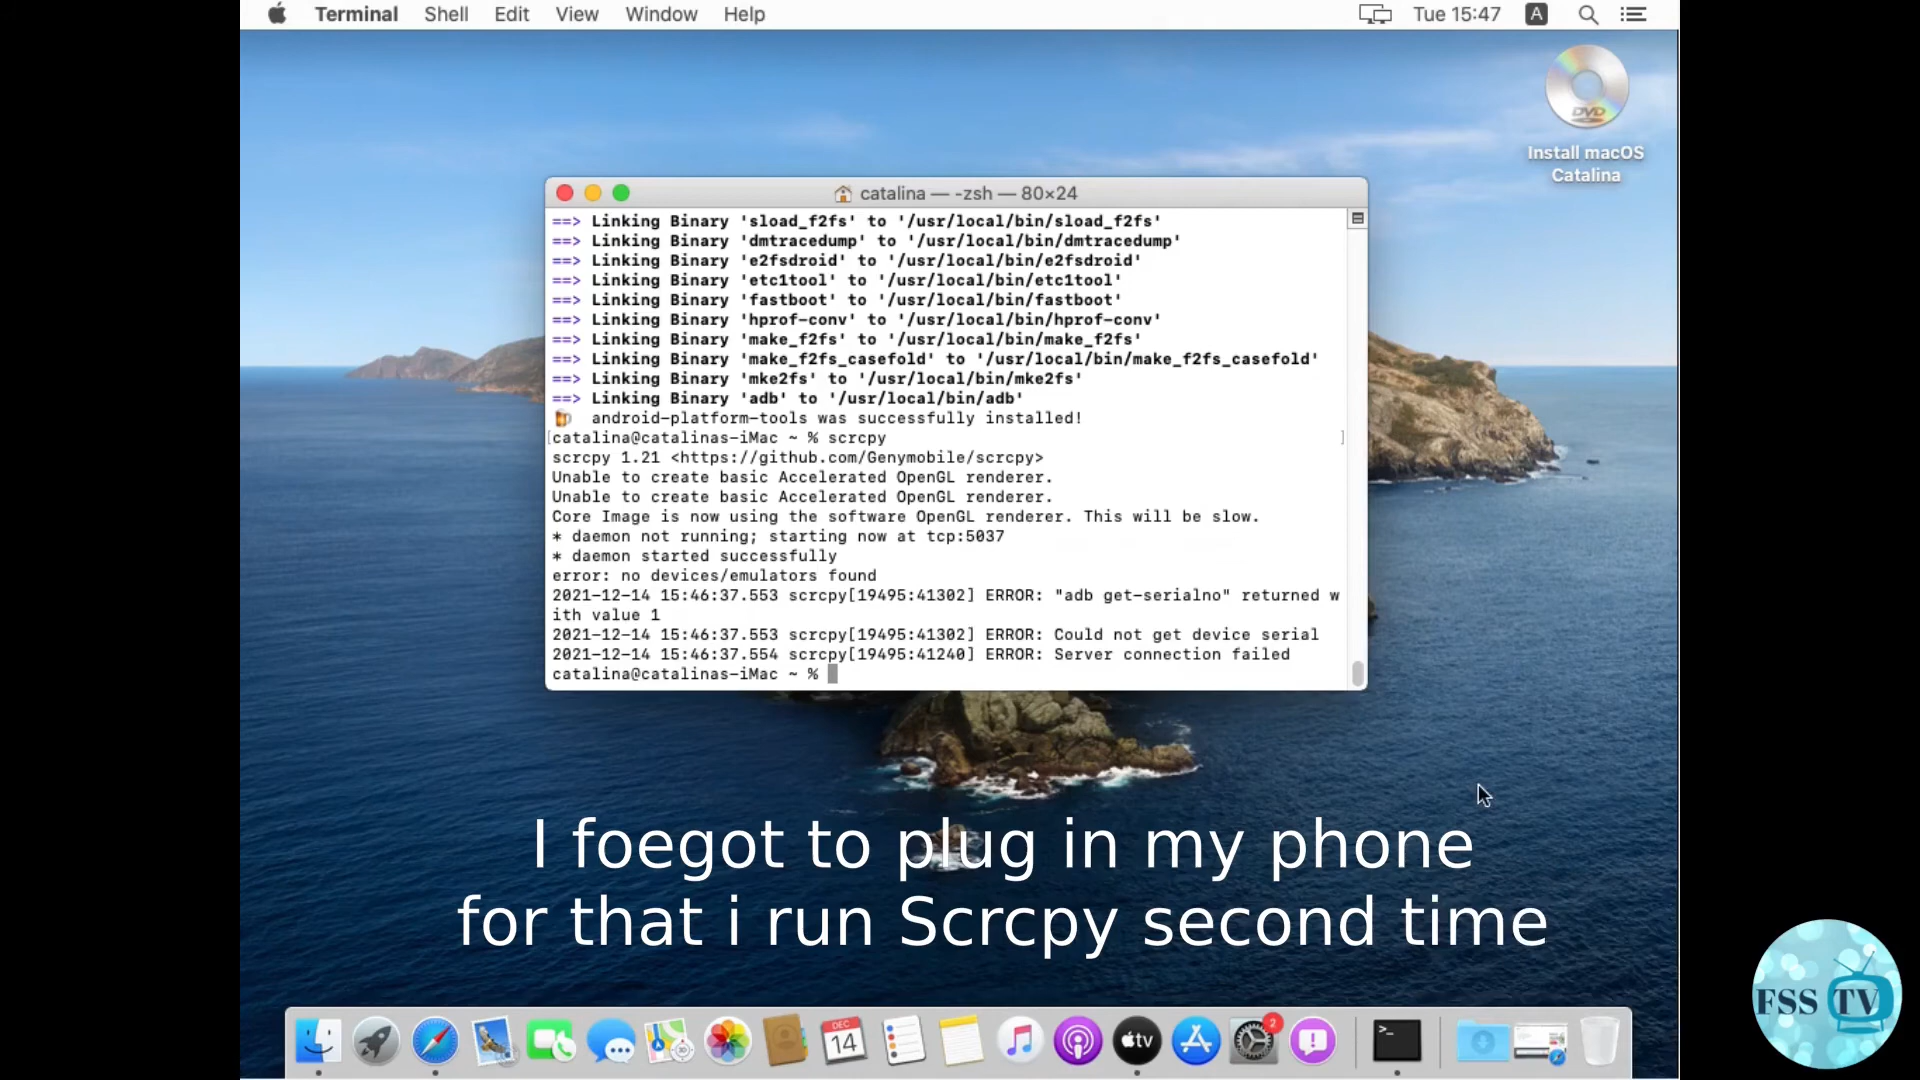 Terminal Shell Edit View Window Help Tue 15:47 A
DVD
Install macOS
Catalina
catalina — -zsh — 80×24
==> Linking Binary 'sload_f2fs' to '/usr/local/bin/sload_f2fs'
==> Linking Binary 'dmtracedump' to '/usr/local/bin/dmtracedump'
==> Linking Binary 'e2fsdroid' to '/usr/local/bin/e2fsdroid'
==> Linking Binary 'etc1tool' to '/usr/local/bin/etc1tool'
==> Linking Binary 'fastboot' to '/usr/local/bin/fastboot'
==> Linking Binary 'hprof-conv' to '/usr/local/bin/hprof-conv'
==> Linking Binary 'make_f2fs' to '/usr/local/bin/make_f2fs'
==> Linking Binary 'make_f2fs_casefold' to '/usr/local/bin/make_f2fs_casefold'
==> Linking Binary 'mke2fs' to '/usr/local/bin/mke2fs'
==> Linking Binary 'adb' to '/usr/local/bin/adb'
🍺 android-platform-tools was successfully installed!
[catalina@catalinas-iMac ~ % scrcpy ]
scrcpy 1.21 <https://github.com/Genymobile/scrcpy>
Unable to create basic Accelerated OpenGL renderer.
Unable to create basic Accelerated OpenGL renderer.
Core Image is now using the software OpenGL renderer. This will be slow.
* daemon not running; starting now at tcp:5037
* daemon started successfully
error: no devices/emulators found
2021-12-14 15:46:37.553 scrcpy[19495:41302] ERROR: "adb get-serialno" returned w
ith value 1
2021-12-14 15:46:37.553 scrcpy[19495:41302] ERROR: Could not get device serial
2021-12-14 15:46:37.554 scrcpy[19495:41240] ERROR: Server connection failed
catalina@catalinas-iMac ~ %
I foegot to plug in my phone
for that i run Scrcpy second time
FSS TV
DEC
14
tv
2
>_